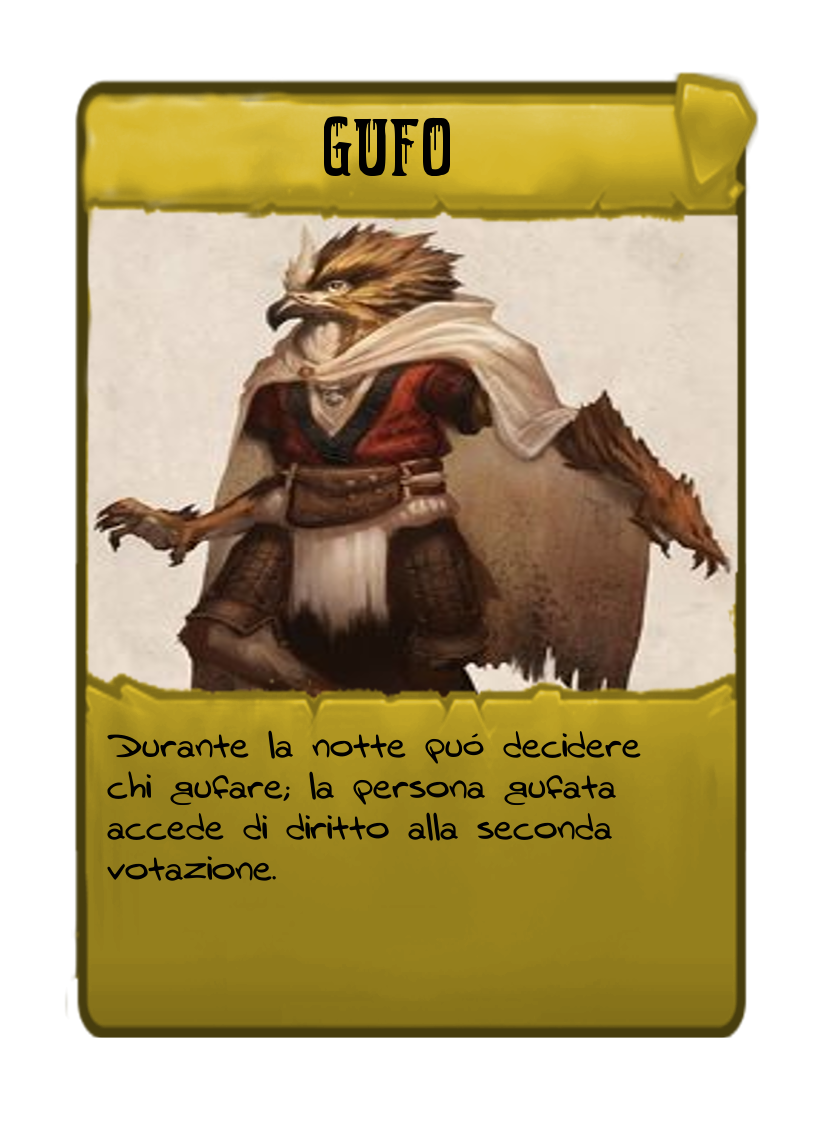 GUFO
Durante la notte puó decidere
chi gufare; la persona gufata
accede di diritto alla seconda
votazione.